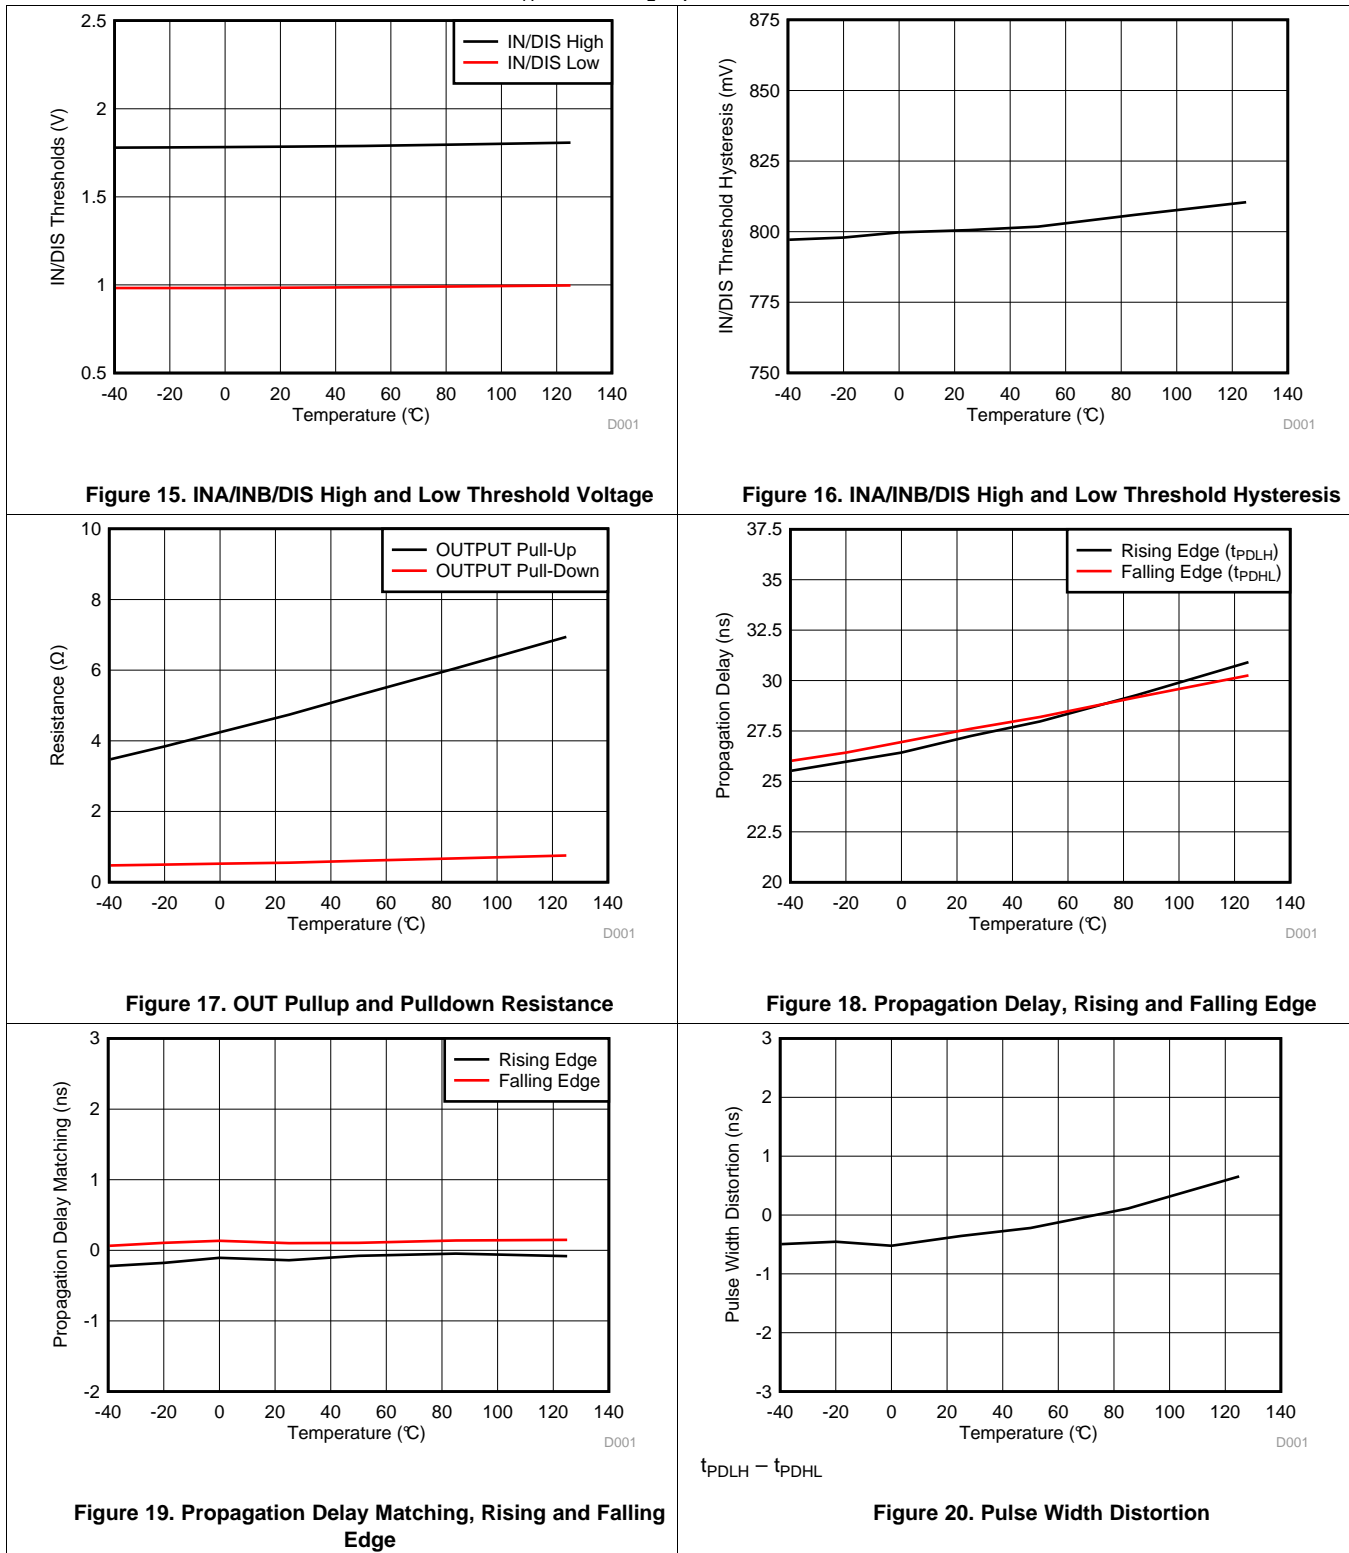 2.5
2
1.5
1
0.5
IN/DIS Thresholds (V)
IN/DIS High
IN/DIS Low
-40 -20 0 20 40 60 80 100 120 140
Temperature (°C)
D001
Figure 15. INA/INB/DIS High and Low Threshold Voltage
875
850
825
800
775
750
IN/DIS Threshold Hysteresis (mV)
-40 -20 0 20 40 60 80 100 120 140
Temperature (°C)
D001
Figure 16. INA/INB/DIS High and Low Threshold Hysteresis
10
8
6
4
2
0
Resistance (Ω)
OUTPUT Pull-Up
OUTPUT Pull-Down
-40 -20 0 20 40 60 80 100 120 140
Temperature (°C)
D001
Figure 17. OUT Pullup and Pulldown Resistance
37.5
35
32.5
30
27.5
25
22.5
20
Propagation Delay (ns)
Rising Edge (tPDLH)
Falling Edge (tPDHL)
-40 -20 0 20 40 60 80 100 120 140
Temperature (°C)
D001
Figure 18. Propagation Delay, Rising and Falling Edge
3
2
1
0
-1
-2
Propagation Delay Matching (ns)
Rising Edge
Falling Edge
-40 -20 0 20 40 60 80 100 120 140
Temperature (°C)
D001
Figure 19. Propagation Delay Matching, Rising and Falling
Edge
3
2
1
0
-1
-2
-3
Pulse Width Distortion (ns)
-40 -20 0 20 40 60 80 100 120 140
Temperature (°C)
D001
tPDLH – tPDHL
Figure 20. Pulse Width Distortion